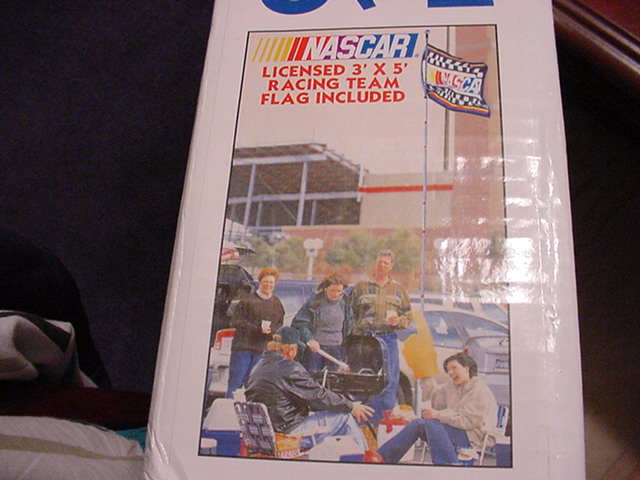 NASCAR
LICENSED 3' X 5'
RACING TEAM
FLAG INCLUDED
NASCAR